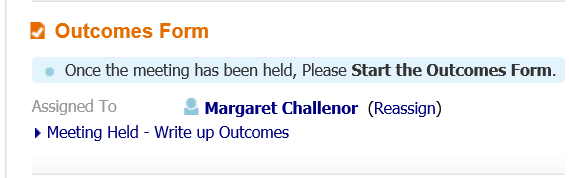 Outcomes Form
Once the meeting has been held, Please Start the Outcomes Form.
Assigned To Margaret Challenor (Reassign)
Meeting Held - Write up Outcomes